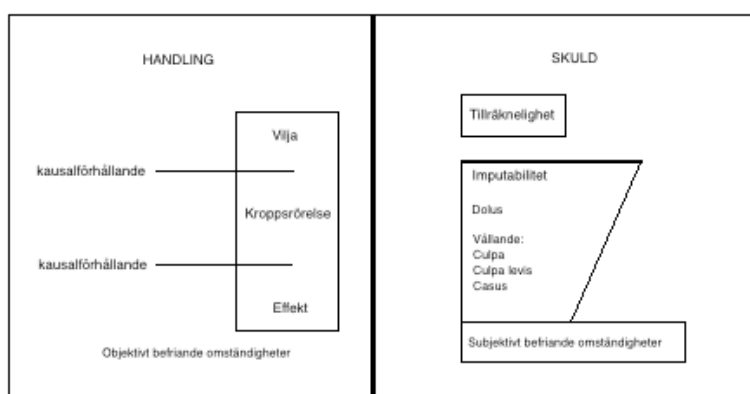 HANDLING
Vilja
kausalförhållande
Kroppsrörelse
kausalförhållande
Effekt
Objektivt befriande omständigheter
SKULD
Tillräknelighet
Imputabilitet
Dolus
Vållande:
Culpa
Culpa levis
Casus
Subjektivt befriande omständigheter